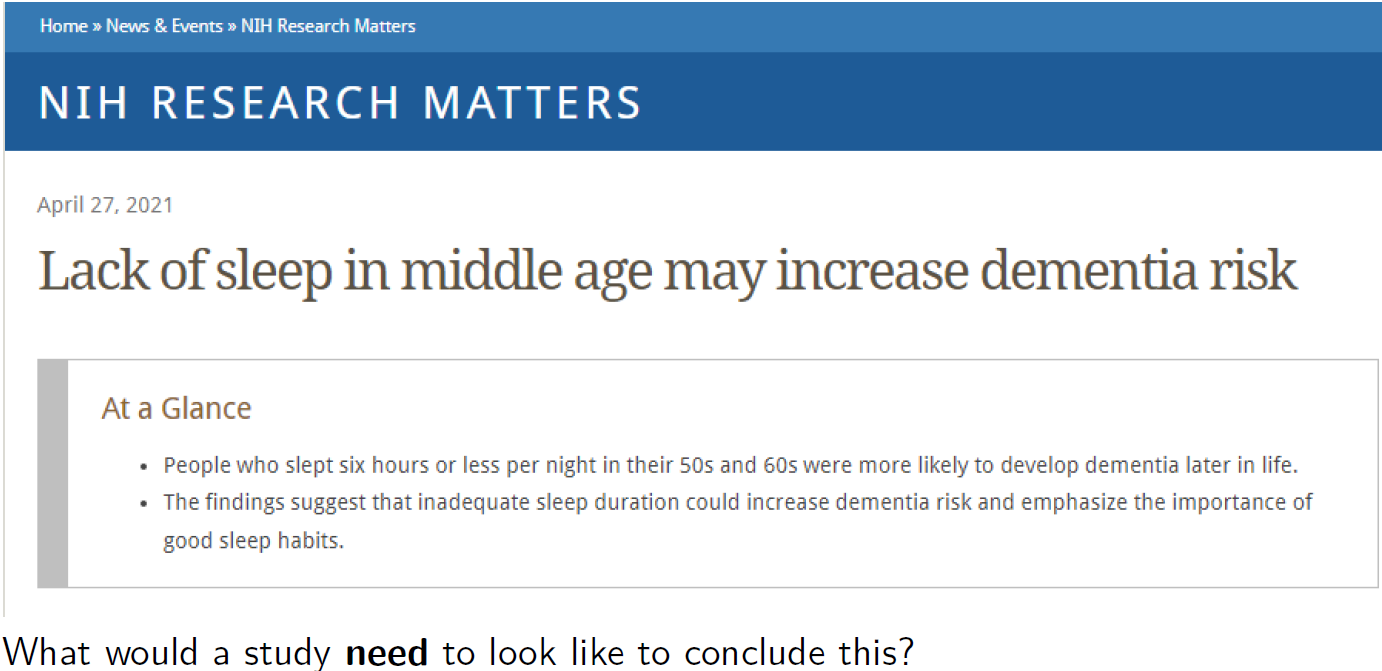 Home » News & Events » NIH Research Matters
NIH RESEARCH MATTERS
April 27, 2021
Lack of sleep in middle age may increase dementia risk
At a Glance
• People who slept six hours or less per night in their 50s and 60s were more likely to develop dementia later in life.
• The findings suggest that inadequate sleep duration could increase dementia risk and emphasize the importance of
good sleep habits.
What would a study need to look like to conclude this?